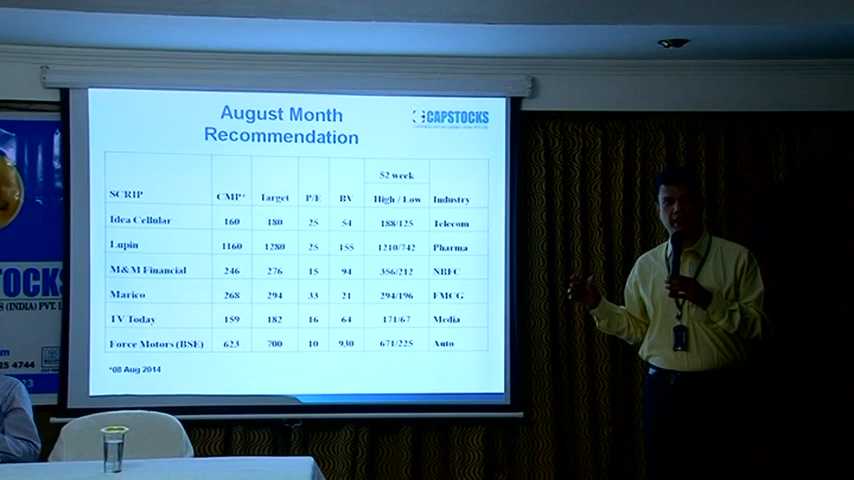 August Month
Recommendation
CAPSTOCKS
52 week
SCRIP CMP* Target P/E BV High / Low Industry
Idea Cellular 160 180 25 54 188/125 Telecom
Lupin 1160 1280 25 155 1210/742 Pharma
M&M Financial 246 276 15 94 356/212 NBFC
Marico 268 294 33 21 294/196 FMCG
TV Today 159 182 16 64 171/67 Media
Force Motors (BSE) 623 700 10 930 671/225 Auto
*08 Aug 2014
STOCKS
(INDIA) PVT.
25 4744